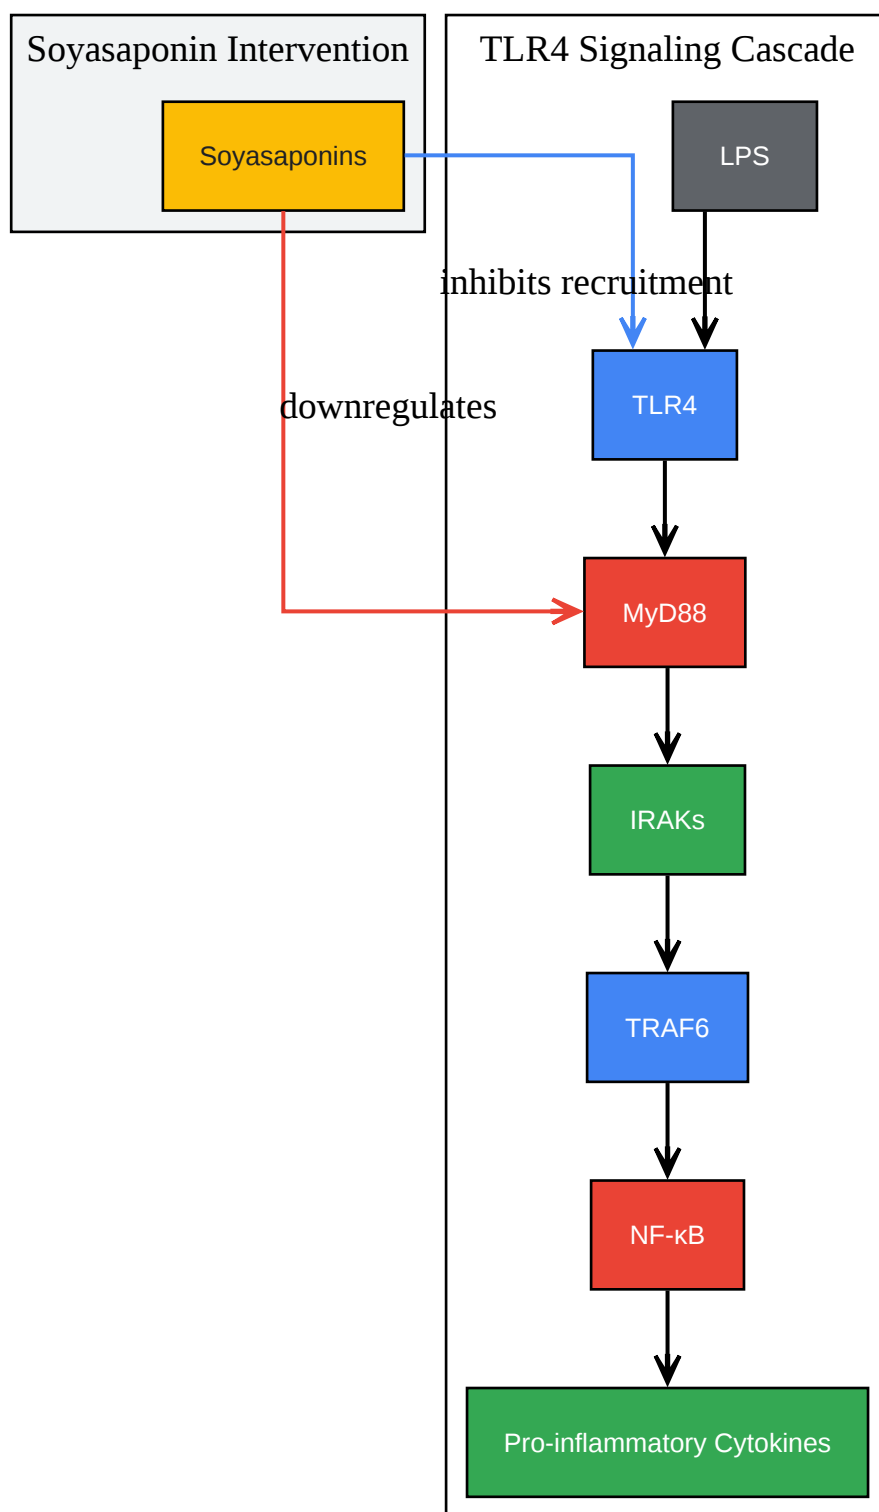 Soyasaponin Intervention
TLR4 Signaling Cascade
Soyasaponins
LPS
inhibits recruitment
downregulates
TLR4
MyD88
IRAKs
TRAF6
NF-κB
Pro-inflammatory Cytokines